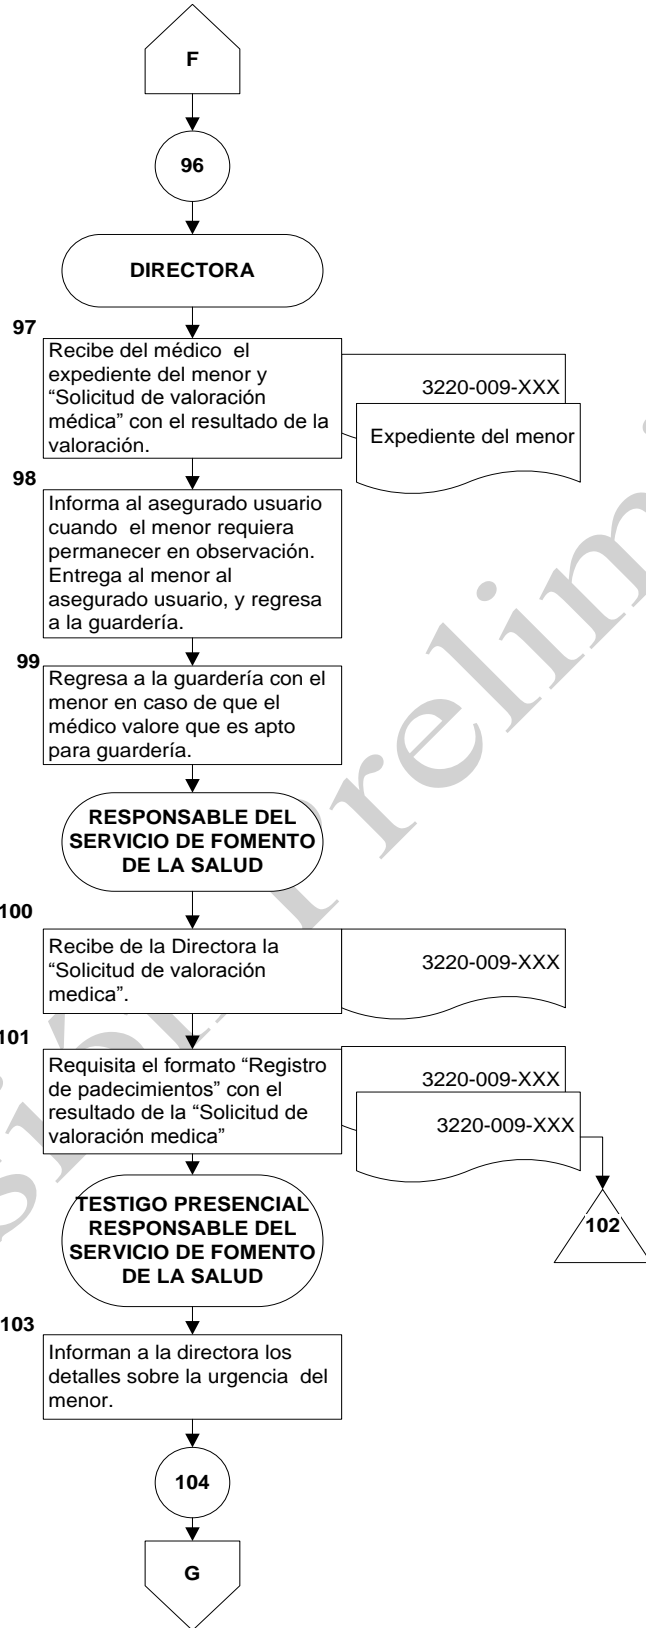 F
96
DIRECTORA
97
Recibe del médico el
expediente del menor y
“Solicitud de valoración
médica” con el resultado de la
valoración.
3220-009-XXX
Expediente del menor
98
Informa al asegurado usuario
cuando el menor requiera
permanecer en observación.
Entrega al menor al
asegurado usuario, y regresa
a la guardería.
99
Regresa a la guardería con el
menor en caso de que el
médico valore que es apto
para guardería.
RESPONSABLE DEL
SERVICIO DE FOMENTO
DE LA SALUD
100
Recibe de la Directora la
“Solicitud de valoración
medica”.
3220-009-XXX
101
Requisita el formato “Registro
de padecimientos” con el
resultado de la “Solicitud de
valoración medica”
3220-009-XXX
3220-009-XXX
102
TESTIGO PRESENCIAL
RESPONSABLE DEL
SERVICIO DE FOMENTO
DE LA SALUD
103
Informan a la directora los
detalles sobre la urgencia del
menor.
104
G